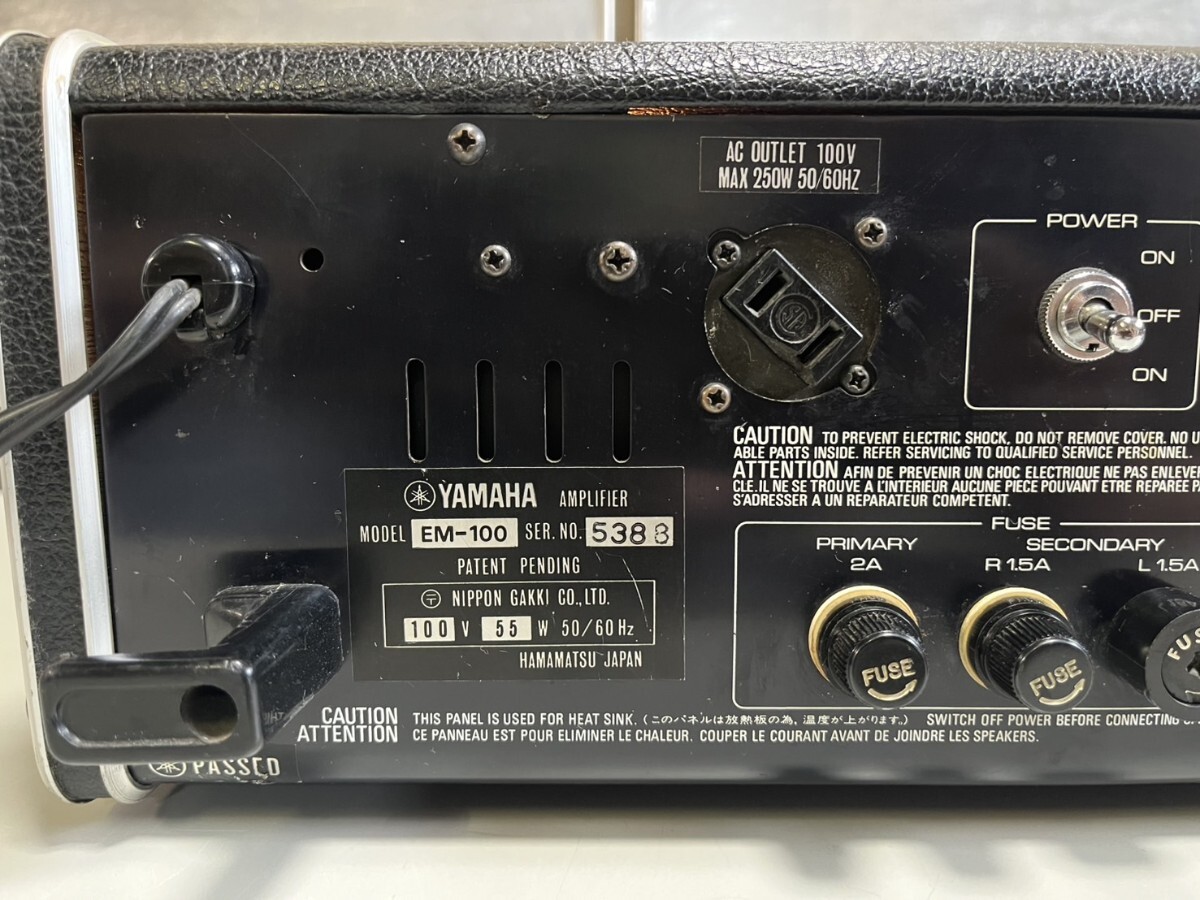 AC OUTLET 100V
MAX 250W 50/60HZ
POWER
ON
OFF
ON
CAUTION TO PREVENT ELECTRIC SHOCK, DO NOT REMOVE COVER. NO U
ABLE PARTS INSIDE. REFER SERVICING TO QUALIFIED SERVICE PERSONNEL.
ATTENTION AFIN DE PREVENIR UN CHOC ELECTRIQUE NE PAS ENLEVER
CLE. IL NE SE TROUVE A L'INTERIEUR AUCUNE PIECE POUVANT ETRE REPAREE PA
S'ADRESSER A UN REPARATEUR COMPETENT.
YAMAHA AMPLIFIER
MODEL EM-100 SER. NO. 5388
PATENT PENDING
〒 NIPPON GAKKI CO., LTD.
100 V 55 W 50/60Hz
HAMAMATSU JAPAN
FUSE
PRIMARY
2A
SECONDARY
R 1.5A L 1.5A
FUSE
FUSE
FUS
CAUTION THIS PANEL IS USED FOR HEAT SINK. (このパネルは放熱板の為, 温度が上がります。) SWITCH OFF POWER BEFORE CONNECTING
ATTENTION CE PANNEAU EST POUR ELIMINER LE CHALEUR. COUPER LE COURANT AVANT DE JOINDRE LES SPEAKERS.
PASSED